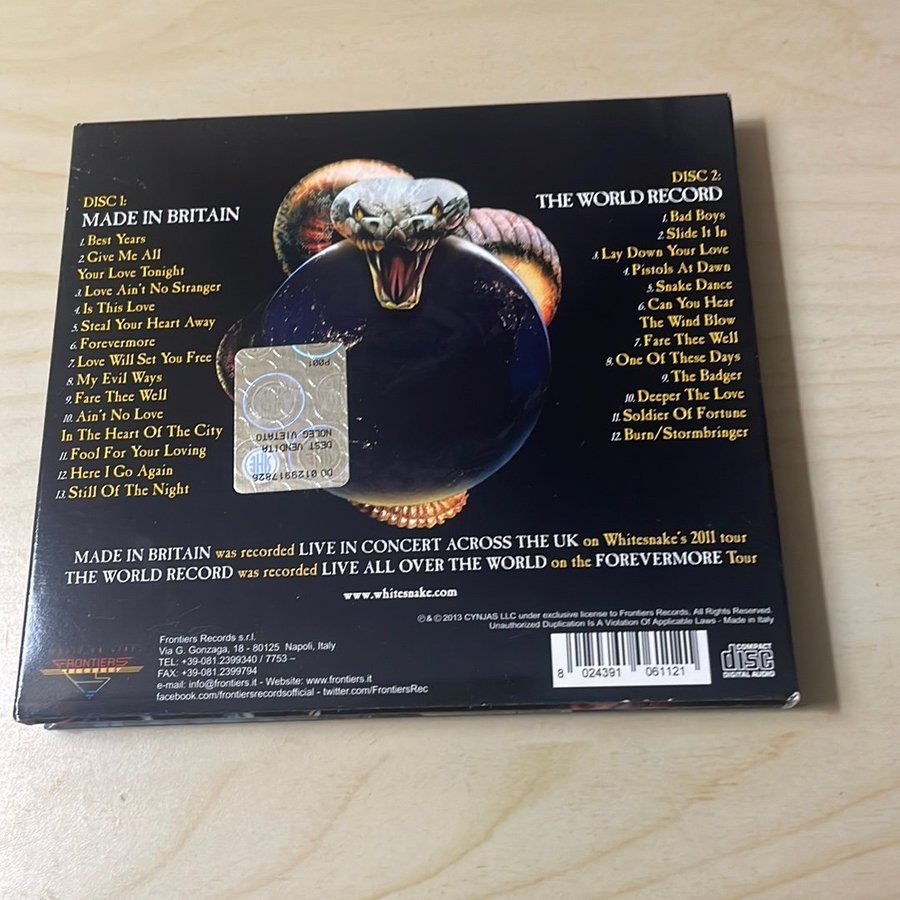 DISC 1:
MADE IN BRITAIN
1. Best Years
2. Give Me All
Your Love Tonight
3. Love Ain't No Stranger
4. Is This Love
5. Steal Your Heart Away
6. Forevermore
7. Love Will Set You Free
8. My Evil Ways
9. Fare Thee Well
10. Ain't No Love
In The Heart Of The City
11. Fool For Your Loving
12. Here I Go Again
13. Still Of The Night
DISC 2:
THE WORLD RECORD
1. Bad Boys
2. Slide It In
3. Lay Down Your Love
4. Pistols At Dawn
5. Snake Dance
6. Can You Hear
The Wind Blow
7. Fare Thee Well
8. One Of These Days
9. The Badger
10. Deeper The Love
11. Soldier Of Fortune
12. Burn/Stormbringer
P001
DEST VENDITA
NOLEG VIETATO
DD 0129917826
MADE IN BRITAIN was recorded LIVE IN CONCERT ACROSS THE UK on Whitesnake's 2011 tour
THE WORLD RECORD was recorded LIVE ALL OVER THE WORLD on the FOREVERMORE Tour
www.whitesnake.com
℗ & © 2013 CYNJAS LLC under exclusive license to Frontiers Records. All Rights Reserved.
Unauthorized Duplication Is A Violation Of Applicable Laws - Made in Italy
FRONTIERS
RECORDS
Frontiers Records s.r.l.
Via G. Gonzaga, 18 - 80125 Napoli, Italy
TEL: +39-081.2399340 / 7753 –
FAX: +39-081.2399794
e-mail: info@frontiers.it - Website: www.frontiers.it
facebook.com/frontiersrecordsofficial - twitter.com/FrontiersRec
8 024391 061121
COMPACT
disc
DIGITAL AUDIO